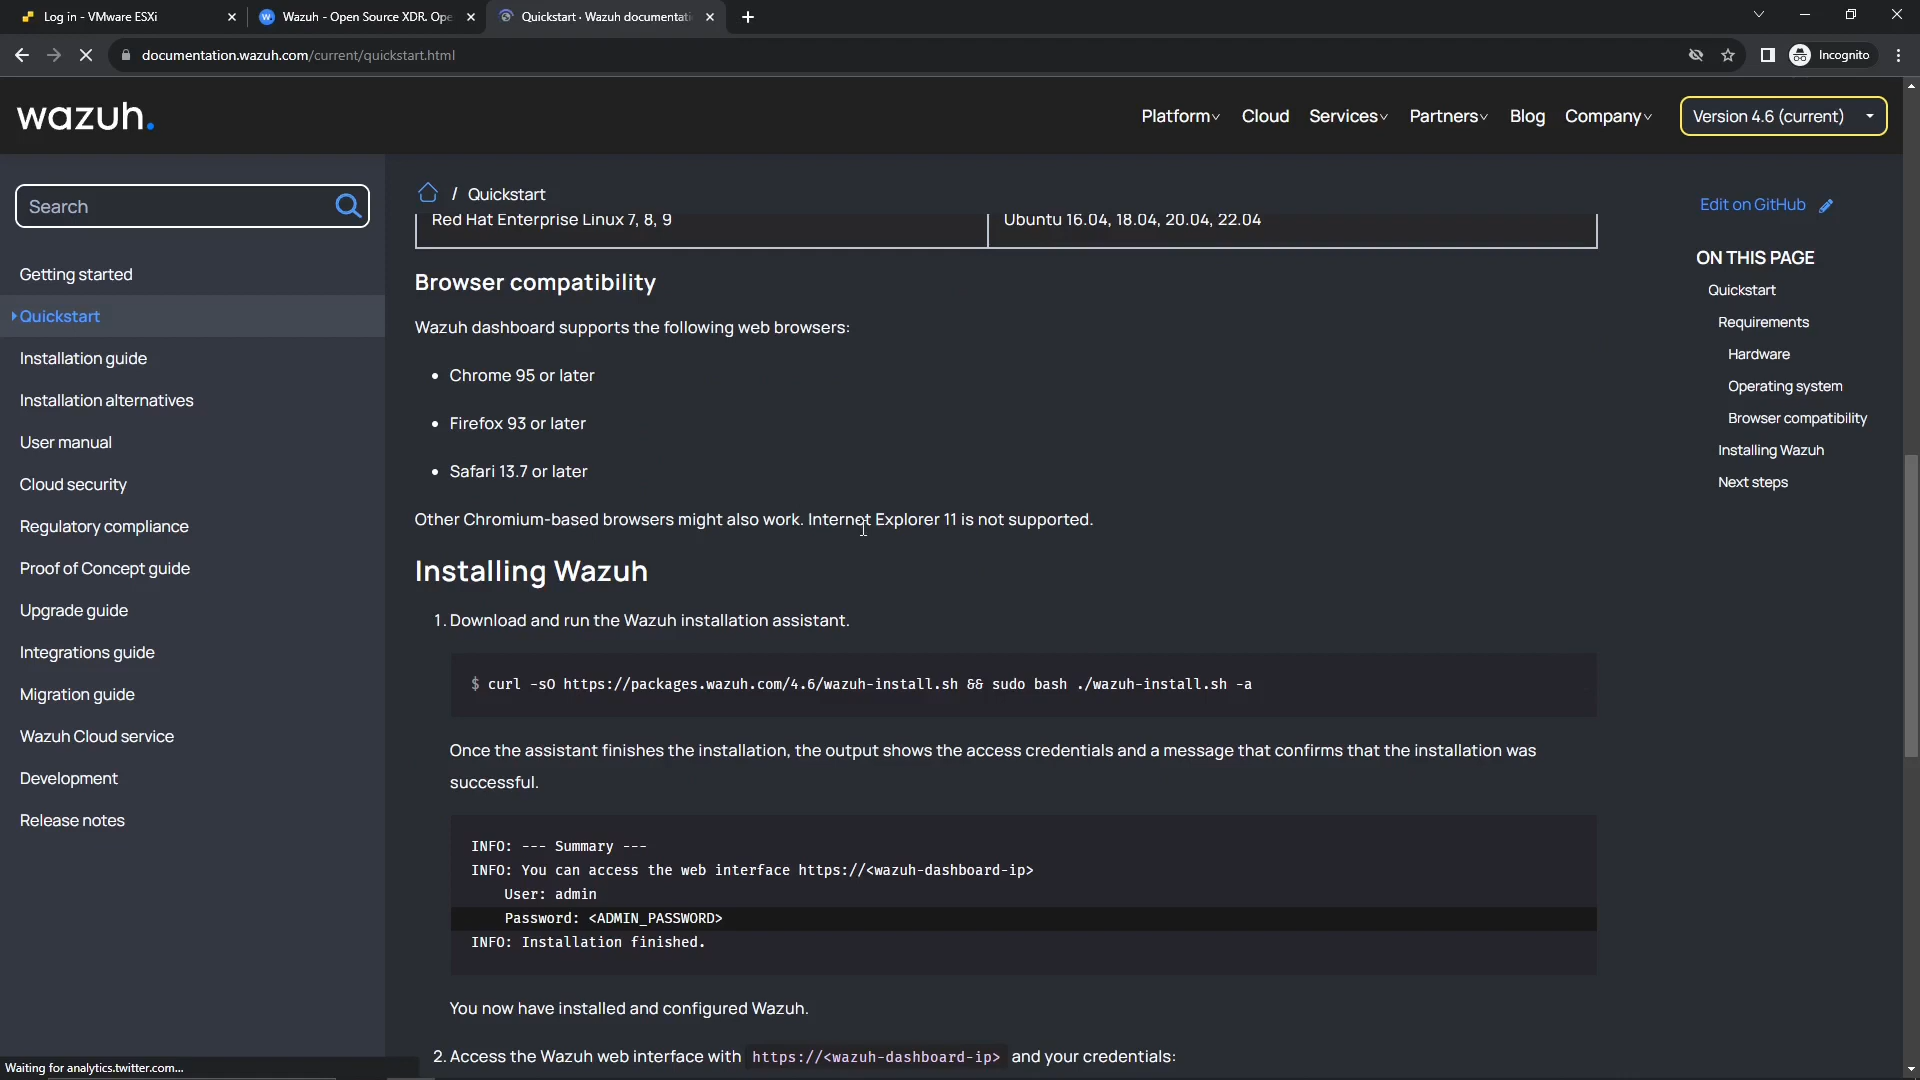 Log in - VMware ESXi
Wazuh - Open Source XDR. Ope
Quickstart · Wazuh documentati
documentation.wazuh.com/current/quickstart.html
Incognito
wazuh.
Platform
Cloud
Services
Partners
Blog
Company
Version 4.6 (current)
Search
Getting started
Quickstart
Installation guide
Installation alternatives
User manual
Cloud security
Regulatory compliance
Proof of Concept guide
Upgrade guide
Integrations guide
Migration guide
Wazuh Cloud service
Development
Release notes
/ Quickstart
Red Hat Enterprise Linux 7, 8, 9
Ubuntu 16.04, 18.04, 20.04, 22.04
Browser compatibility
Wazuh dashboard supports the following web browsers:
• Chrome 95 or later
• Firefox 93 or later
• Safari 13.7 or later
Other Chromium-based browsers might also work. Internet Explorer 11 is not supported.
Installing Wazuh
1. Download and run the Wazuh installation assistant.
$ curl -sO https://packages.wazuh.com/4.6/wazuh-install.sh && sudo bash ./wazuh-install.sh -a
Once the assistant finishes the installation, the output shows the access credentials and a message that confirms that the installation was
successful.
INFO: --- Summary ---
INFO: You can access the web interface https://<wazuh-dashboard-ip>
User: admin
Password: <ADMIN_PASSWORD>
INFO: Installation finished.
You now have installed and configured Wazuh.
2. Access the Wazuh web interface with https://<wazuh-dashboard-ip> and your credentials:
Edit on GitHub
ON THIS PAGE
Quickstart
Requirements
Hardware
Operating system
Browser compatibility
Installing Wazuh
Next steps
Waiting for analytics.twitter.com...